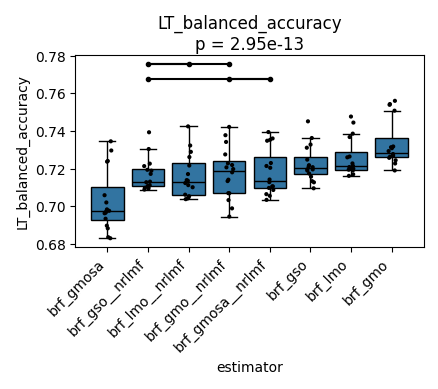 LT_balanced_accuracy
p = 2.95e-13
0.78
0.76
0.74
0.72
0.70
0.68
LT_balanced_accuracy
brf_gmosa
brf_gso__nrlmf
brf_lmo__nrlmf
brf_gmo__nrlmf
brf_gmosa__nrlmf
brf_gso
brf_lmo
brf_gmo
estimator